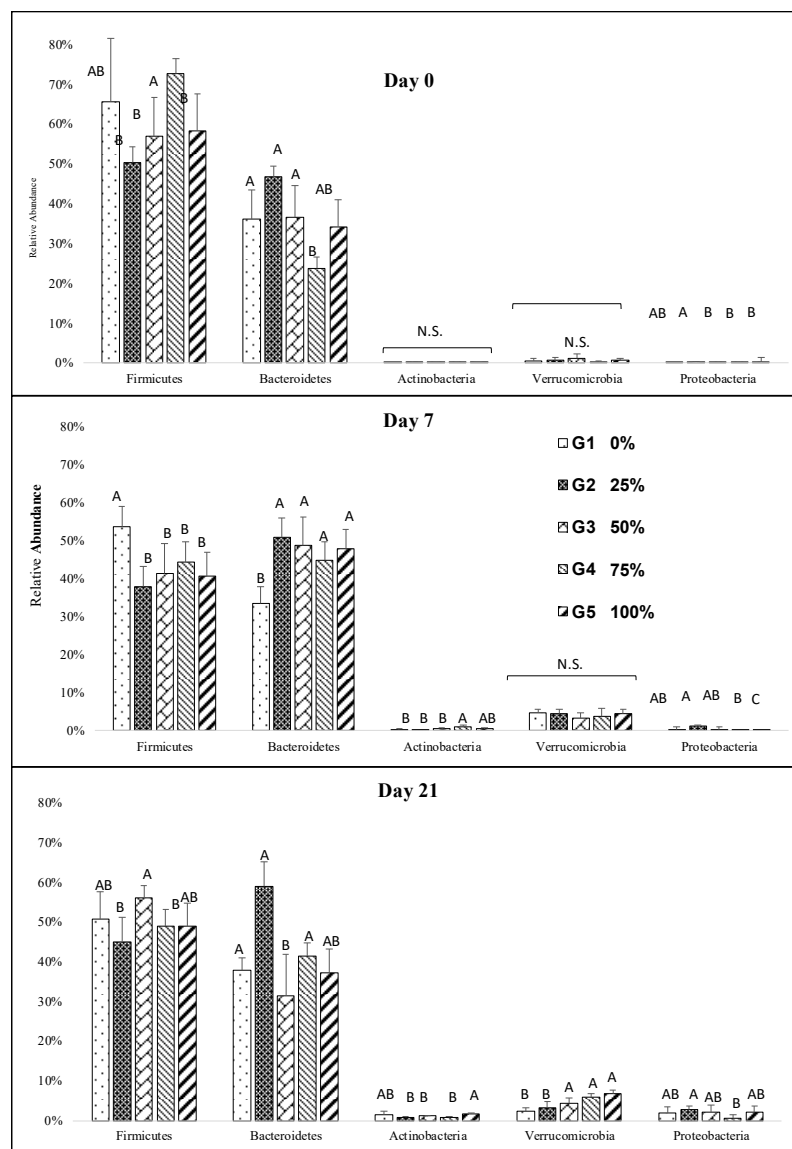 80%
Day 0
70%
AB
A
B
B
B
60%
50%
A
A
A
AB
B
40%
30%
20%
10%
0%
Relative Abundance
N.S.
N.S.
AB A B B B
Firmicutes Bacteroidetes Actinobacteria Verrucomicrobia Proteobacteria
Day 7
80%
70%
60%
50%
40%
30%
20%
10%
0%
Relative Abundance
A
B
B
B
B
B
A
A
A
A
B B B A AB
N.S.
AB A AB B C
G1 0%
G2 25%
G3 50%
G4 75%
G5 100%
Firmicutes Bacteroidetes Actinobacteria Verrucomicrobia Proteobacteria
Day 21
80%
70%
60%
50%
40%
30%
20%
10%
0%
AB
B
A
B AB
A
A
B
A
AB
AB B B B A
B B A A A
AB A AB B AB
Firmicutes Bacteroidetes Actinobacteria Verrucomicrobia Proteobacteria